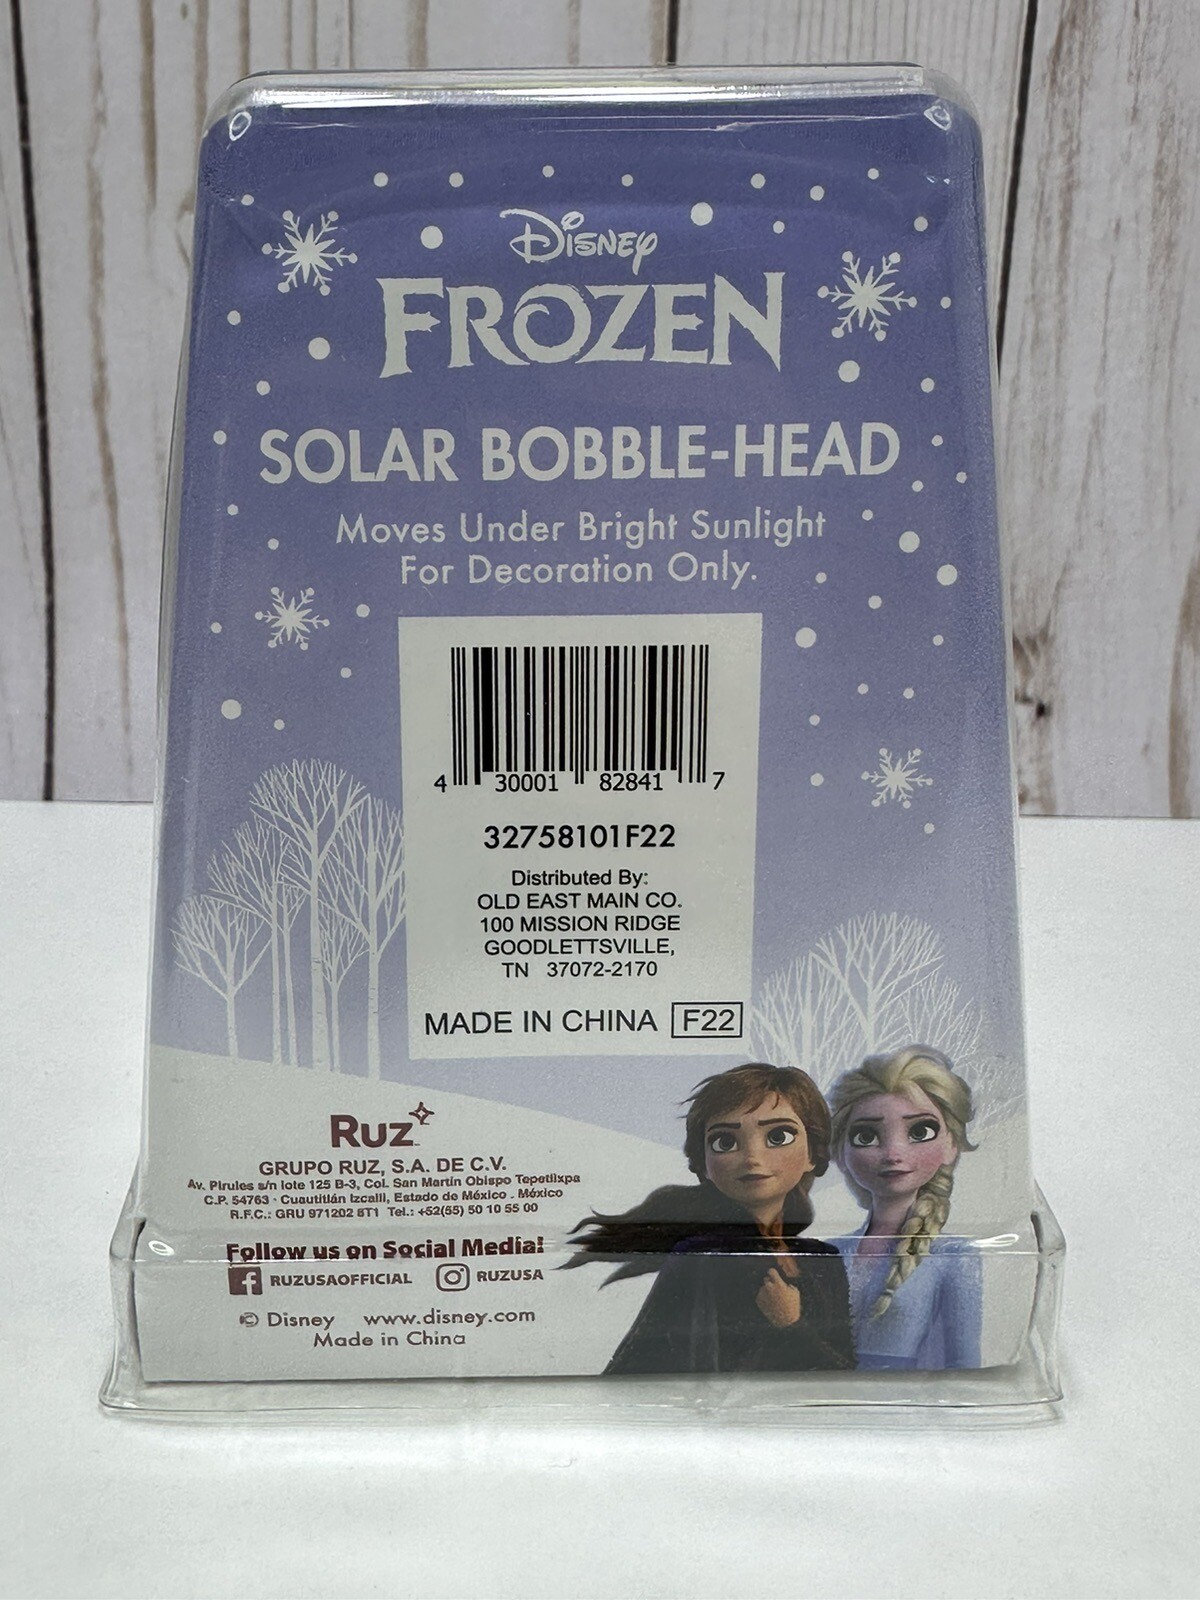 Disney
FROZEN
SOLAR BOBBLE-HEAD
Moves Under Bright Sunlight
For Decoration Only.
4 30001 82841 7
32758101F22
Distributed By:
OLD EAST MAIN CO.
100 MISSION RIDGE
GOODLETTSVILLE,
TN 37072-2170
MADE IN CHINA F22
RUZ
GRUPO RUZ, S.A. DE C.V.
Av. Pirules s/n lote 125 B-3, Col. San Martín Obispo Tepetlixpa
C.P. 54763 - Cuautitlán Izcalli, Estado de México - México
R.F.C.: GRU 971202 8T1 Tel.: +52(55) 50 10 55 00
Follow us on Social Media!
RUZUSAOFFICIAL RUZUSA
© Disney www.disney.com
Made in China